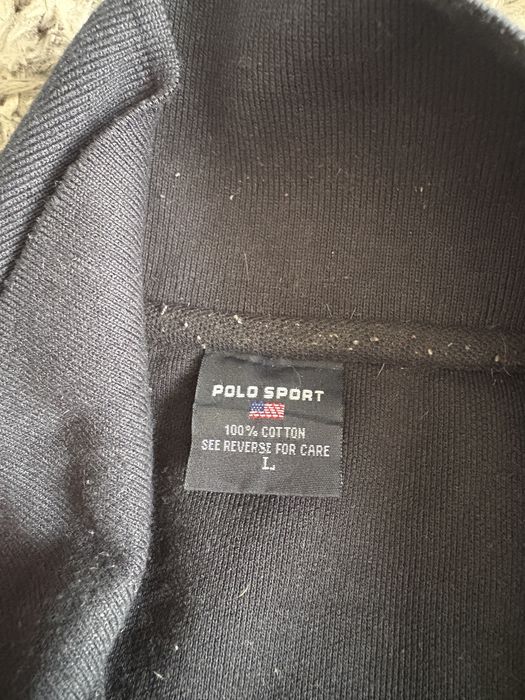 POLO SPORT
100% COTTON
SEE REVERSE FOR CARE
L